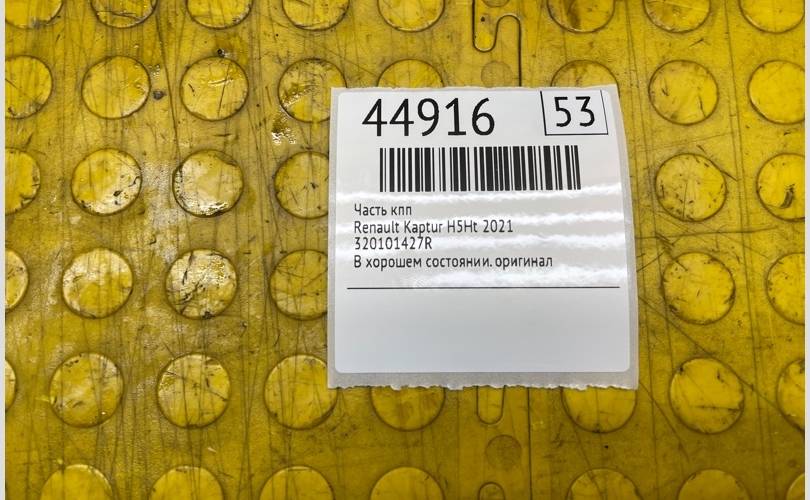 44916
53
Часть кпп
Renault Kaptur H5Ht 2021
320101427R
В хорошем состоянии. оригинал